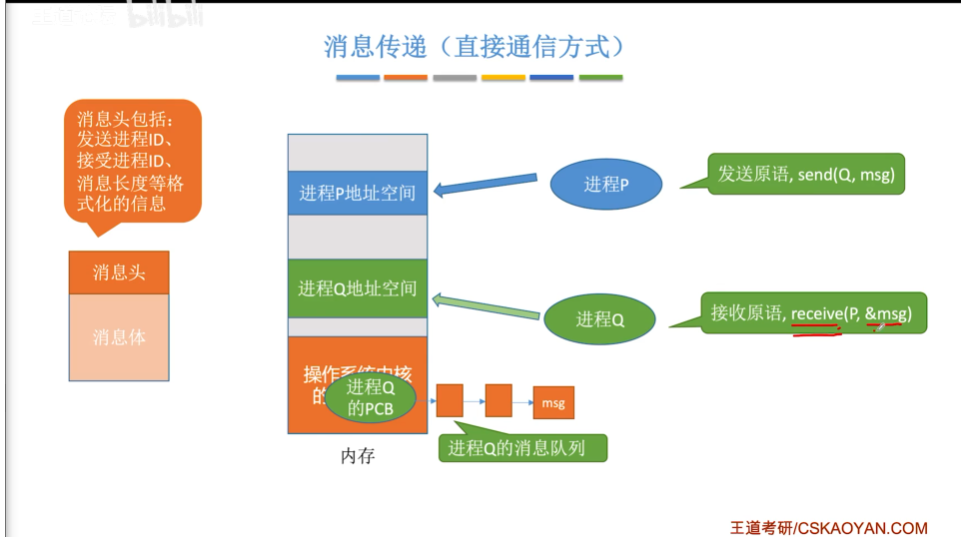 bilibili
消息传递（直接通信方式）
消息头包括：
发送进程ID、
接受进程ID、
消息长度等格
式化的信息
消息头
消息体
进程P地址空间
进程Q地址空间
操作系统内核
的
进程Q
的PCB
msg
进程Q的消息队列
内存
进程P
发送原语, send(Q, msg)
进程Q
接收原语, receive(P, &msg)
王道考研/CSKAOYAN.COM